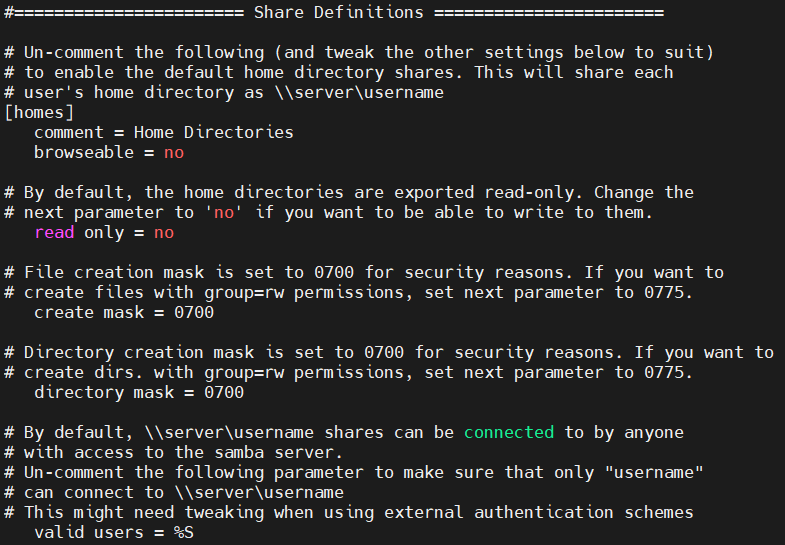 #======================= Share Definitions =======================
# Un-comment the following (and tweak the other settings below to suit)
# to enable the default home directory shares. This will share each
# user's home directory as \\server\username
[homes]
   comment = Home Directories
   browseable = no
# By default, the home directories are exported read-only. Change the
# next parameter to 'no' if you want to be able to write to them.
   read only = no
# File creation mask is set to 0700 for security reasons. If you want to
# create files with group=rw permissions, set next parameter to 0775.
   create mask = 0700
# Directory creation mask is set to 0700 for security reasons. If you want to
# create dirs. with group=rw permissions, set next parameter to 0775.
   directory mask = 0700
# By default, \\server\username shares can be connected to by anyone
# with access to the samba server.
# Un-comment the following parameter to make sure that only "username"
# can connect to \\server\username
# This might need tweaking when using external authentication schemes
   valid users = %S